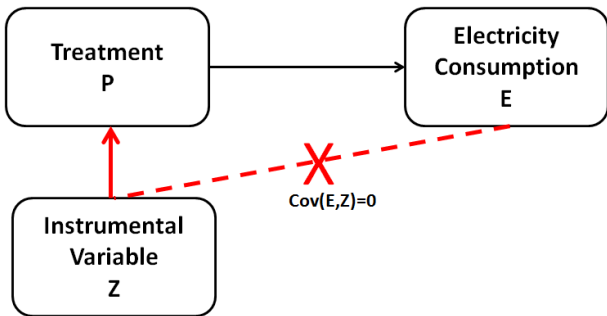 Treatment
P
Electricity
Consumption
E
Cov(E,Z)=0
Instrumental
Variable
Z